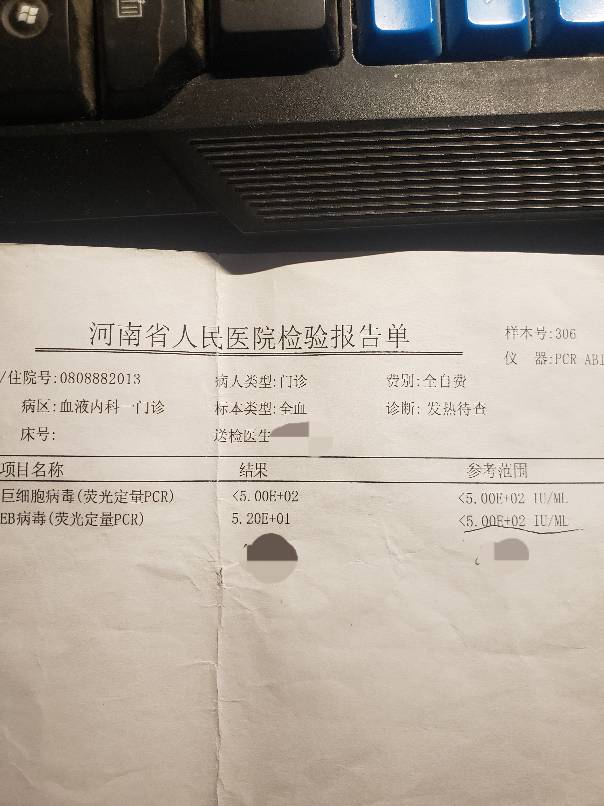 河南省人民医院检验报告单
样本号:306
仪 器:PCR ABI
/住院号:0808882013 病人类型:门诊 费别:全自费
病区:血液内科一门诊 标本类型:全血 诊断: 发热待查
床号: 送检医生
项目名称 结果 参考范围
巨细胞病毒(荧光定量PCR) <5.00E+02 <5.00E+02 IU/ML
EB病毒(荧光定量PCR) 5.20E+01 <5.00E+02 IU/ML